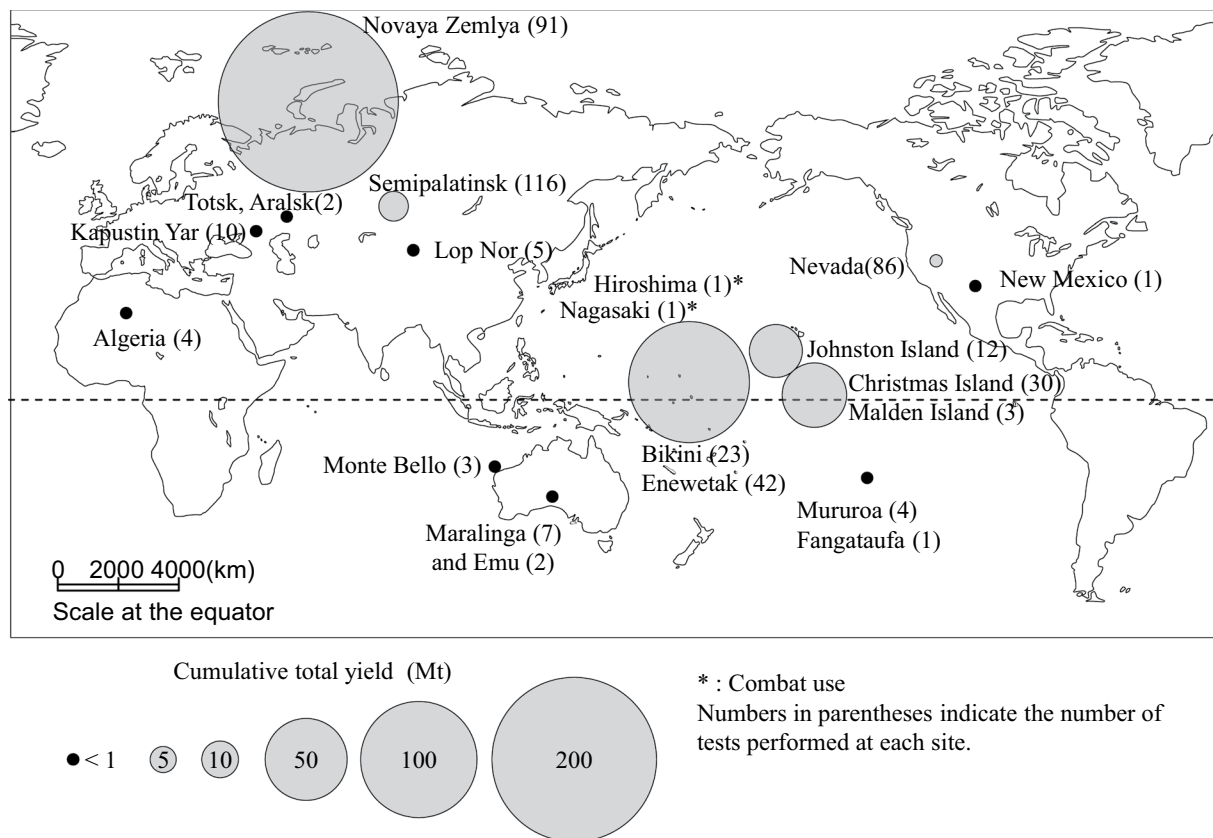 Novaya Zemlya (91)
Semipalatinsk (116)
Totsk, Aralsk(2)
Kapustin Yar (10)
Lop Nor (5)
Nevada(86)
New Mexico (1)
Hiroshima (1)*
Nagasaki (1)*
Algeria (4)
Johnston Island (12)
Christmas Island (30)
Malden Island (3)
Bikini (23)
Enewetak (42)
Monte Bello (3)
Maralinga (7)
and Emu (2)
Mururoa (4)
Fangataufa (1)
0 2000 4000(km)
Scale at the equator
Cumulative total yield (Mt)
< 1 5 10 50 100 200
* : Combat use
Numbers in parentheses indicate the number of
tests performed at each site.